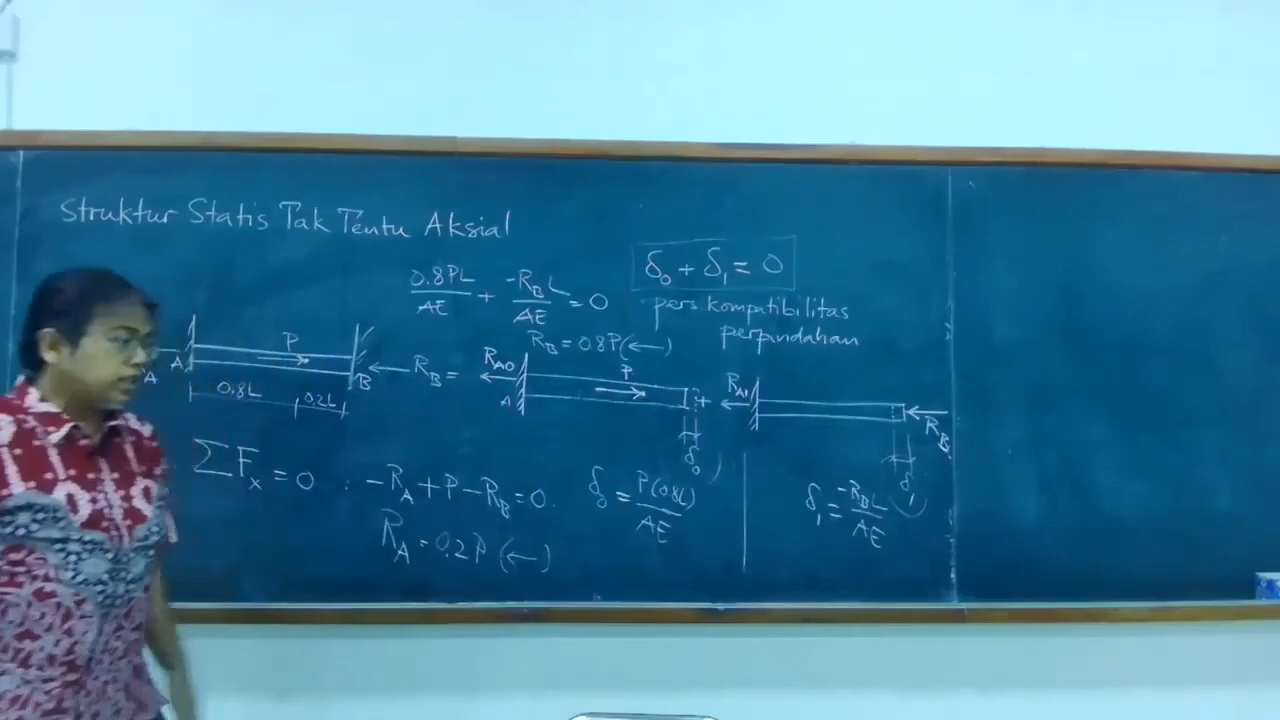 Struktur Statis Tak Tentu Aksial
0.8PL/AE + -R_B L/AE = 0
δ₀ + δ₁ = 0
pers kompatibilitas
perpindahan
R_B = 0.8P (←)
A
A
P
B
0.8L
0.2L
R_B =
R_A0
A
P
δ₀
+
R_A1
R_B
δ₁
ΣF_x = 0 : -R_A + P - R_B = 0
R_A = 0.2P (←)
δ₀ = P(0.8L)/AE
δ₁ = -R_B L/AE